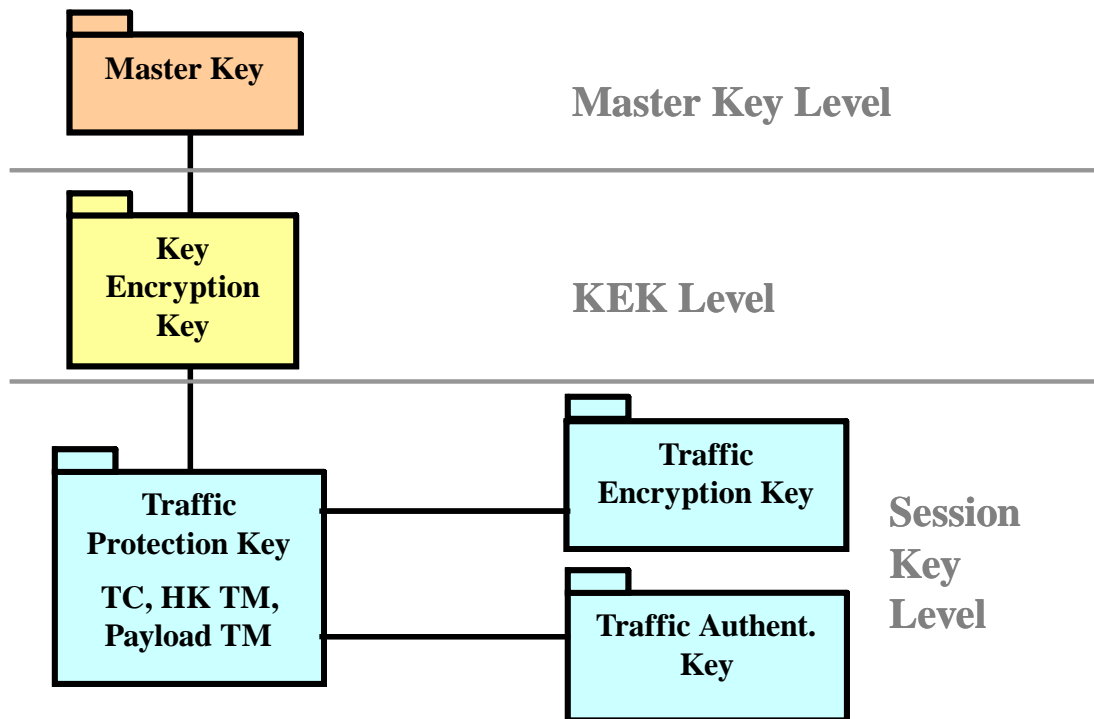 Master Key
Master Key Level
Key
Encryption
Key
KEK Level
Traffic
Protection Key
TC, HK TM,
Payload TM
Traffic
Encryption Key
Traffic Authent.
Key
Session
Key
Level